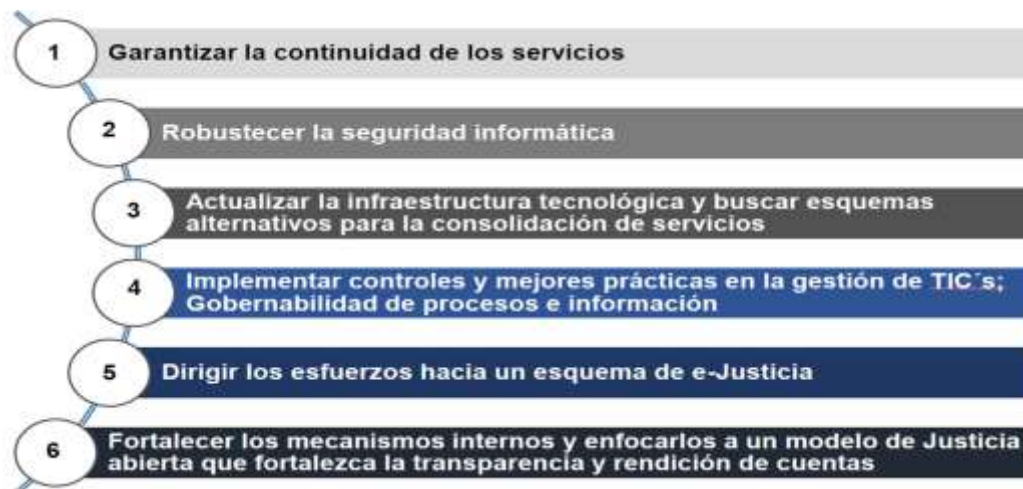 1 Garantizar la continuidad de los servicios
2 Robustecer la seguridad informática
3 Actualizar la infraestructura tecnológica y buscar esquemas
alternativos para la consolidación de servicios
4 Implementar controles y mejores prácticas en la gestión de TIC´s;
Gobernabilidad de procesos e información
5 Dirigir los esfuerzos hacia un esquema de e-Justicia
6 Fortalecer los mecanismos internos y enfocarlos a un modelo de Justicia
abierta que fortalezca la transparencia y rendición de cuentas